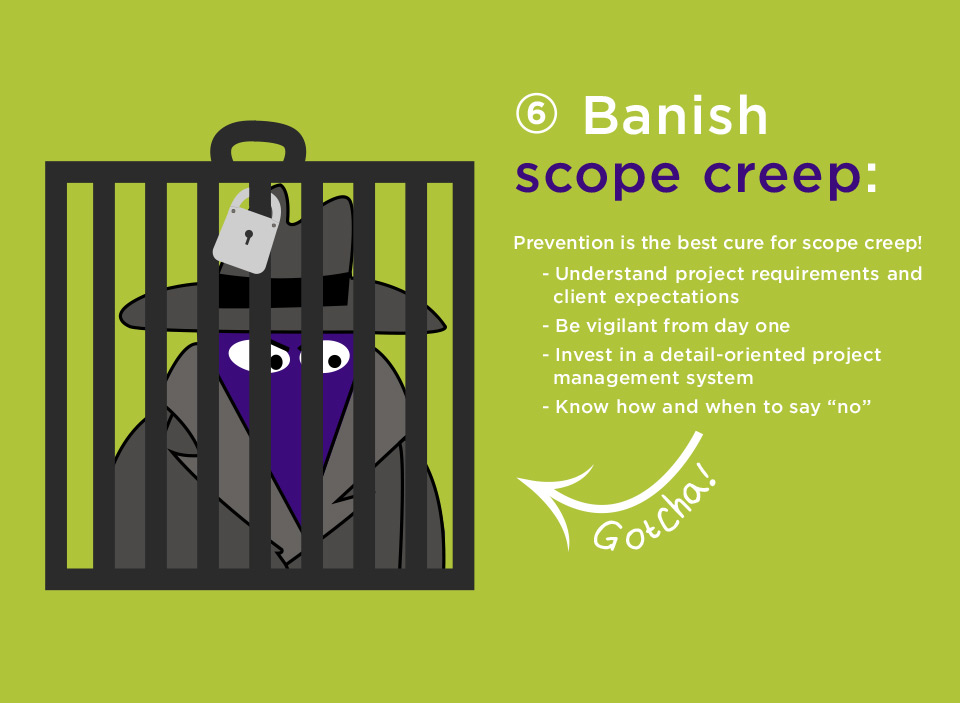 ⑥ Banish
scope creep:
Prevention is the best cure for scope creep!
- Understand project requirements and
client expectations
- Be vigilant from day one
- Invest in a detail-oriented project
management system
- Know how and when to say “no”
Gotcha!